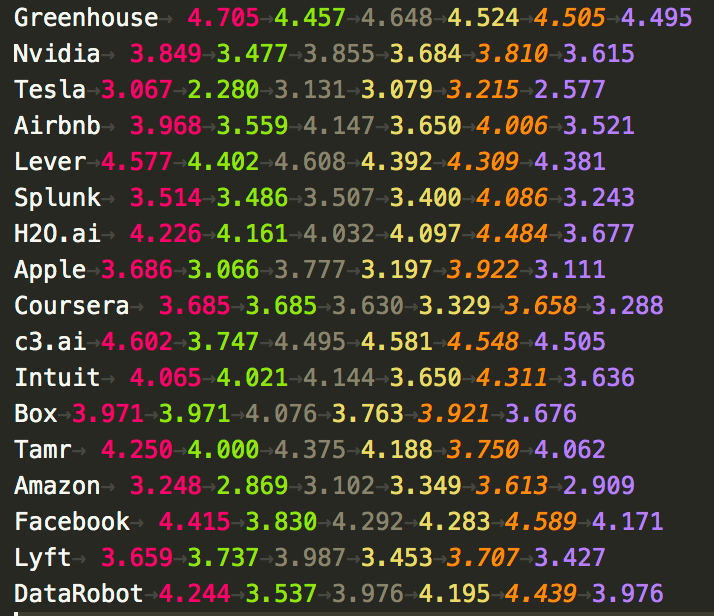 Greenhouse 4.705 4.457 4.648 4.524 4.505 4.495
Nvidia 3.849 3.477 3.855 3.684 3.810 3.615
Tesla 3.067 2.280 3.131 3.079 3.215 2.577
Airbnb 3.968 3.559 4.147 3.650 4.006 3.521
Lever 4.577 4.402 4.608 4.392 4.309 4.381
Splunk 3.514 3.486 3.507 3.400 4.086 3.243
H2O.ai 4.226 4.161 4.032 4.097 4.484 3.677
Apple 3.686 3.066 3.777 3.197 3.922 3.111
Coursera 3.685 3.685 3.630 3.329 3.658 3.288
c3.ai 4.602 3.747 4.495 4.581 4.548 4.505
Intuit 4.065 4.021 4.144 3.650 4.311 3.636
Box 3.971 3.971 4.076 3.763 3.921 3.676
Tamr 4.250 4.000 4.375 4.188 3.750 4.062
Amazon 3.248 2.869 3.102 3.349 3.613 2.909
Facebook 4.415 3.830 4.292 4.283 4.589 4.171
Lyft 3.659 3.737 3.987 3.453 3.707 3.427
DataRobot 4.244 3.537 3.976 4.195 4.439 3.976